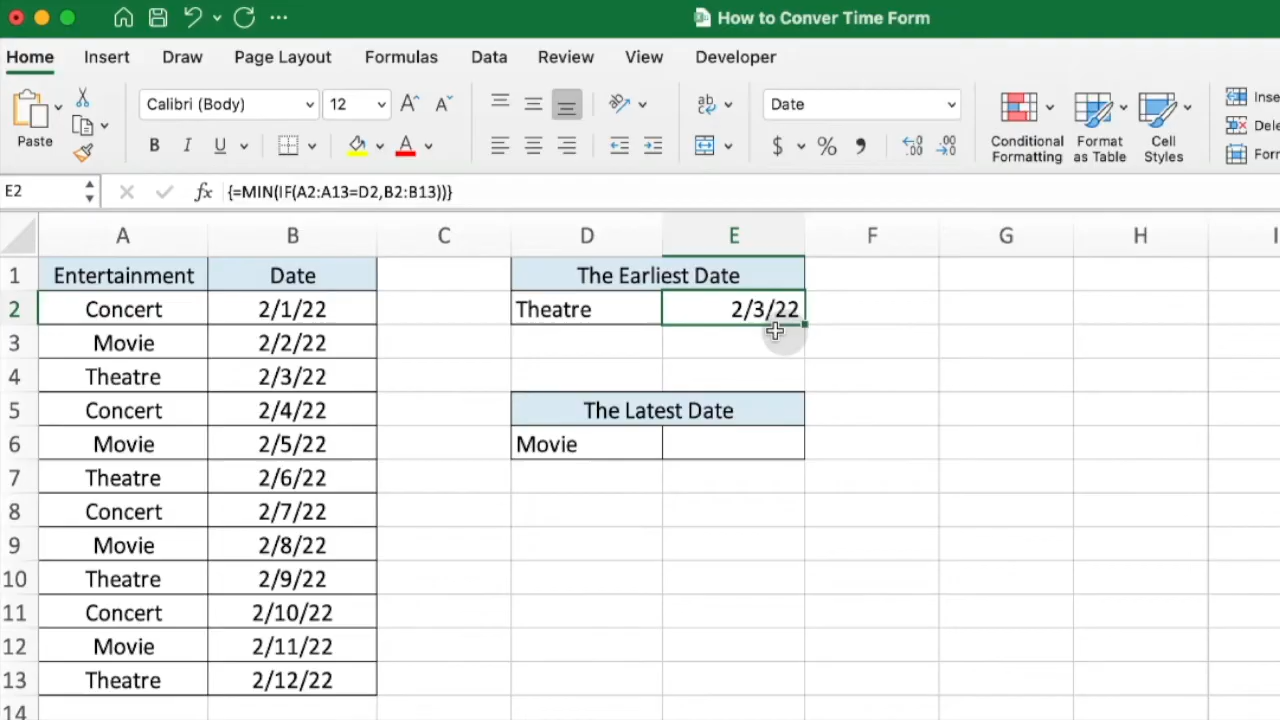 How to Conver Time Form
Home Insert Draw Page Layout Formulas Data Review View Developer
Calibri (Body) 12 A A ab Date
Paste B I U A $ % Conditional Formatting Format as Table Cell Styles
E2 fx {=MIN(IF(A2:A13=D2,B2:B13))}
A B C D E F G H I
1 Entertainment Date The Earliest Date
2 Concert 2/1/22 Theatre 2/3/22
3 Movie 2/2/22
4 Theatre 2/3/22
5 Concert 2/4/22 The Latest Date
6 Movie 2/5/22 Movie
7 Theatre 2/6/22
8 Concert 2/7/22
9 Movie 2/8/22
10 Theatre 2/9/22
11 Concert 2/10/22
12 Movie 2/11/22
13 Theatre 2/12/22
14